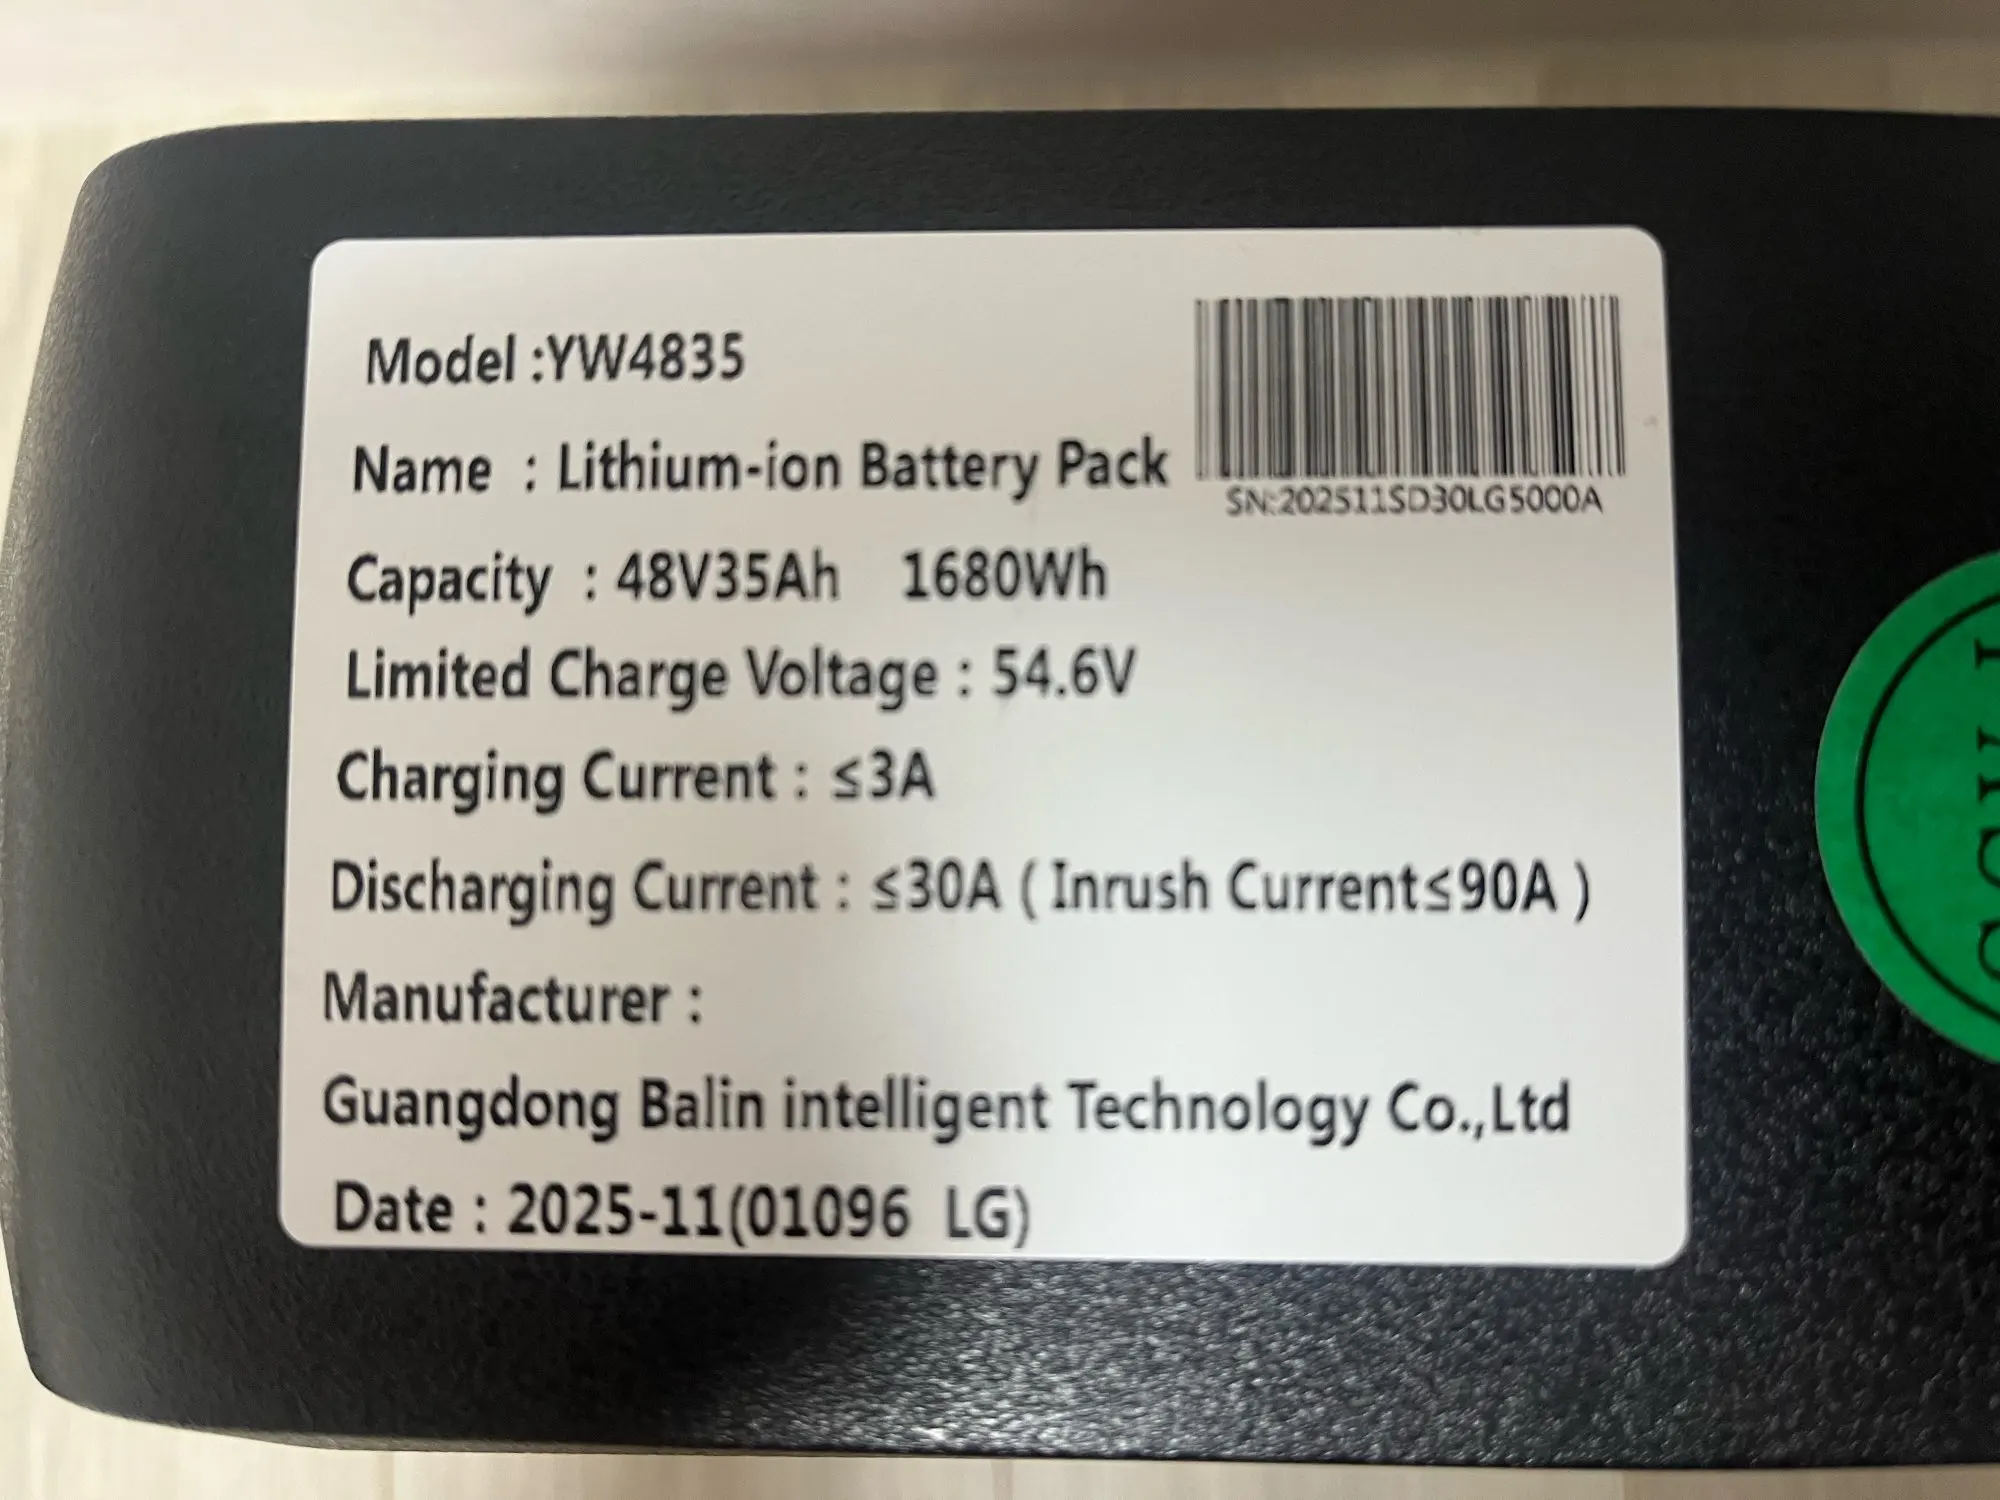 Model :YW4835
Name : Lithium-ion Battery Pack
SN:202511SD30LG5000A
Capacity : 48V35Ah 1680Wh
Limited Charge Voltage : 54.6V
Charging Current : ≤3A
Discharging Current : ≤30A ( Inrush Current≤90A )
Manufacturer :
Guangdong Balin intelligent Technology Co.,Ltd
Date : 2025-11(01096 LG)